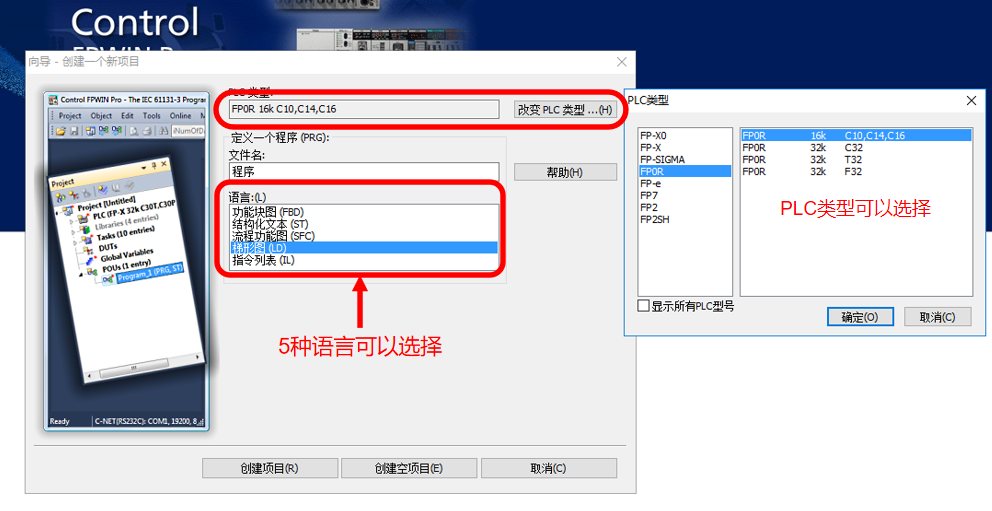 Control
FPWIN Pro
向导 - 创建一个新项目
PLC 类型:
FP0R 16k C10,C14,C16
改变 PLC 类型 ...(H)
定义一个程序 (PRG):
文件名:
程序
帮助(H)
语言:(L)
功能块图 (FBD)
结构化文本 (ST)
流程功能图 (SFC)
梯形图 (LD)
指令列表 (IL)
5种语言可以选择
创建项目(R)
创建空项目(E)
取消(C)
Control FPWIN Pro - The IEC 61131-3 Progra
Project Object Edit Tools Online
iNumOfDa
Project
Project [Untitled]
PLC (FP-X 32k C30T,C30P
Libraries (4 entries)
Tasks (10 entries)
DUTs
Global Variables
POUs (1 entry)
Program_1 (PRG, ST)
Ready
C-NET(RS232C): COM1, 19200, 8,
PLC类型
FP-X0
FP-X
FP-SIGMA
FP0R
FP-e
FP7
FP2
FP2SH
FP0R 16k C10,C14,C16
FP0R 32k C32
FP0R 32k T32
FP0R 32k F32
PLC类型可以选择
显示所有PLC型号
确定(O)
取消(C)